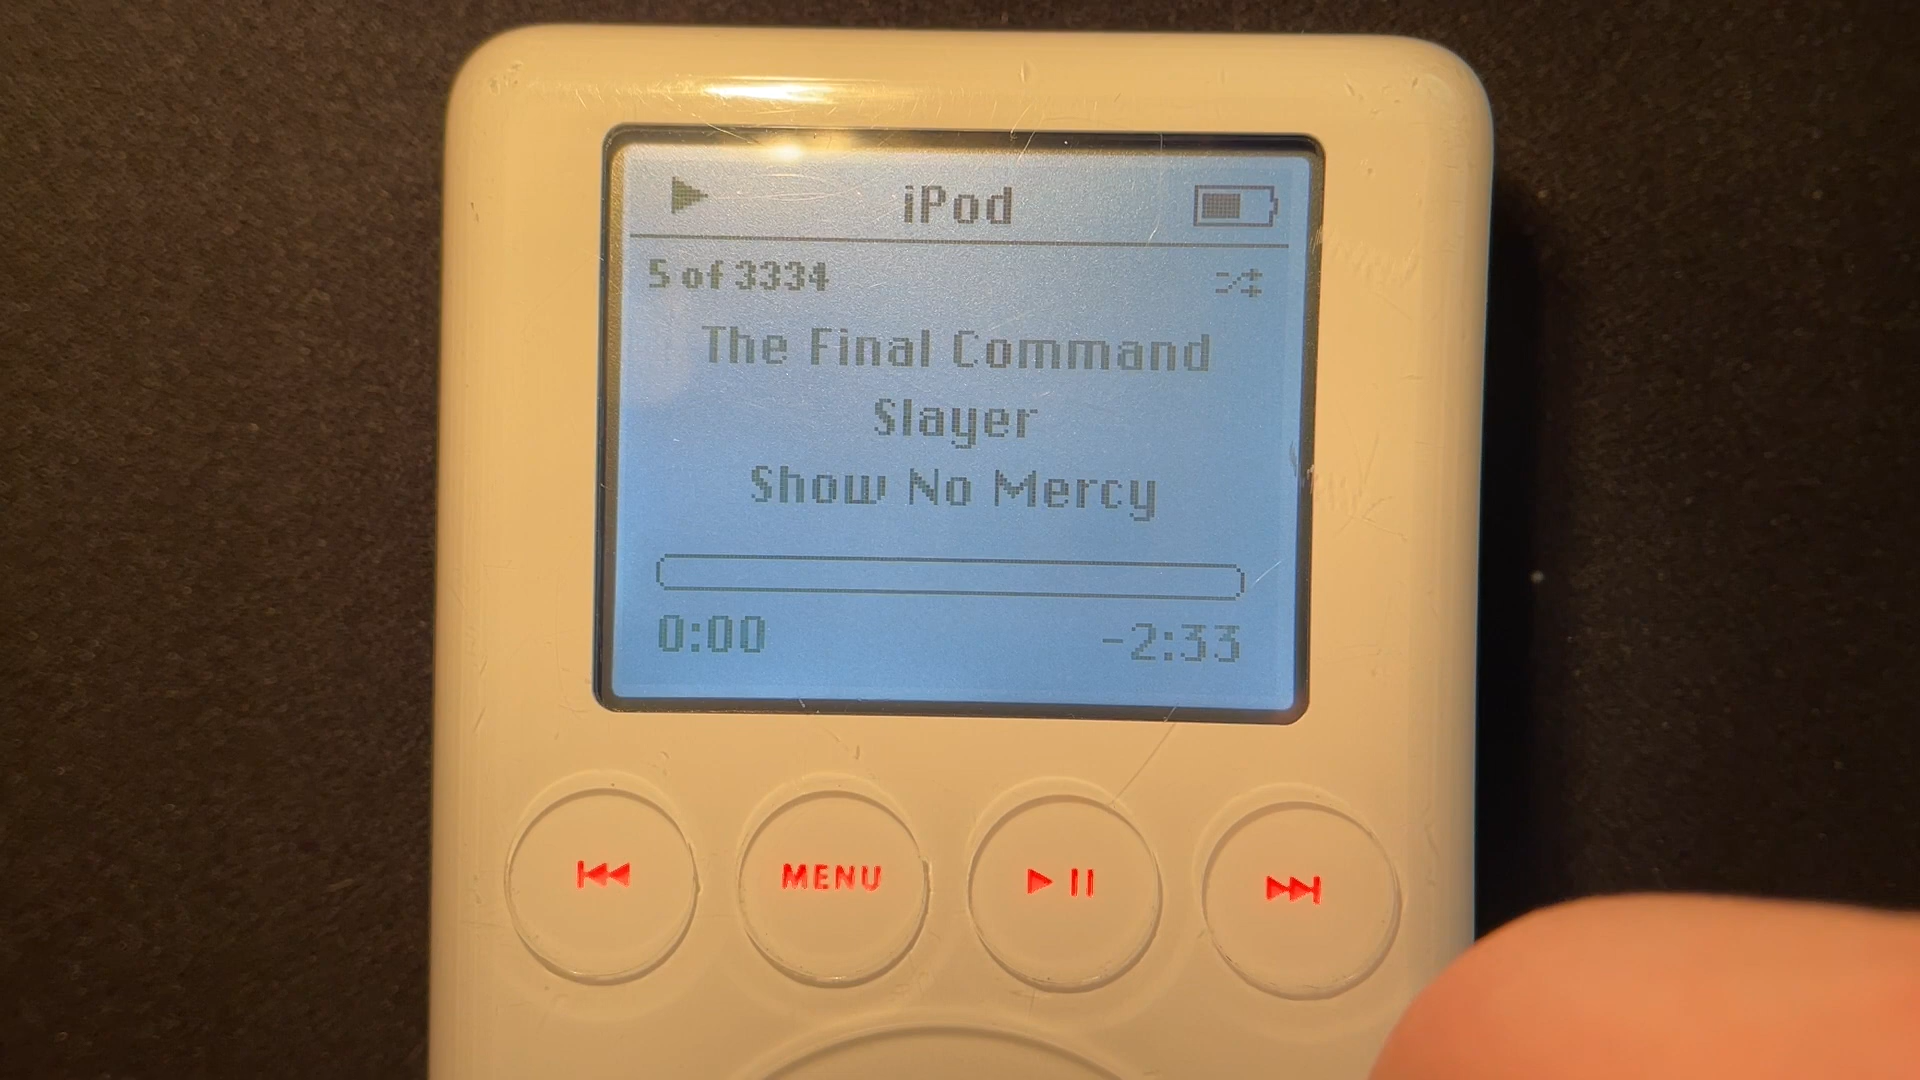 iPod
5 of 3334
The Final Command
Slayer
Show No Mercy
0:00 -2:33
MENU